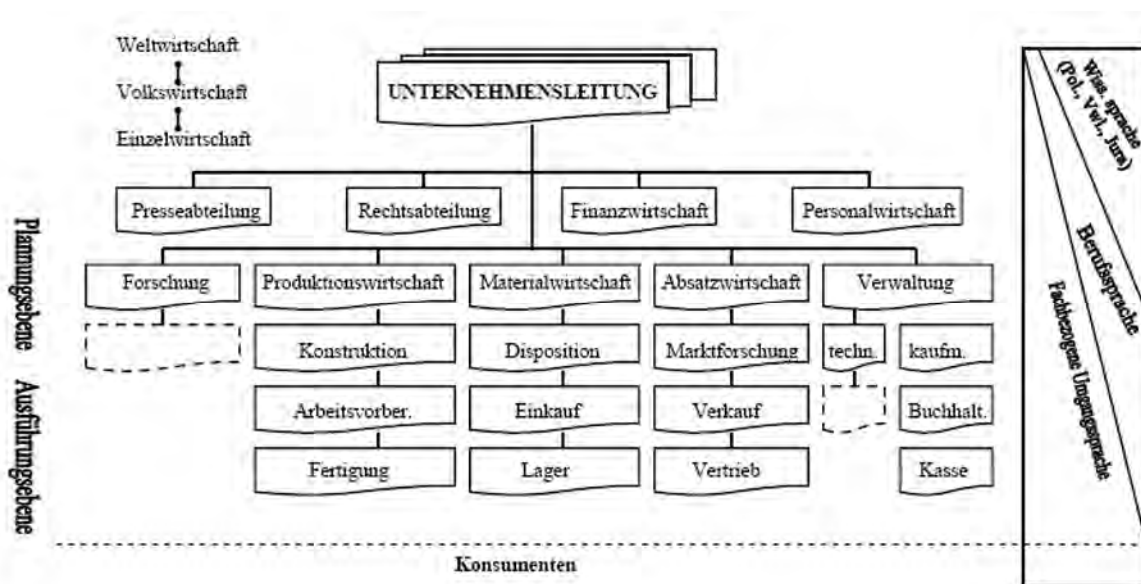 Weltwirtschaft
Volkswirtschaft
Einzelwirtschaft
UNTERNEHMENSLEITUNG
Presseabteilung
Rechtsabteilung
Finanzwirtschaft
Personalwirtschaft
Forschung
Produktionswirtschaft
Materialwirtschaft
Absatzwirtschaft
Verwaltung
Konstruktion
Disposition
Marktforschung
techn.
kaufm.
Arbeitsvorber.
Einkauf
Verkauf
Buchhalt.
Fertigung
Lager
Vertrieb
Kasse
Konsumenten
Plannungsebene
Ausführungsebene
Wiss. sprache
(Pol., Vwl., Jura)
Berufssprache
Fachbezogene Umgangssprache